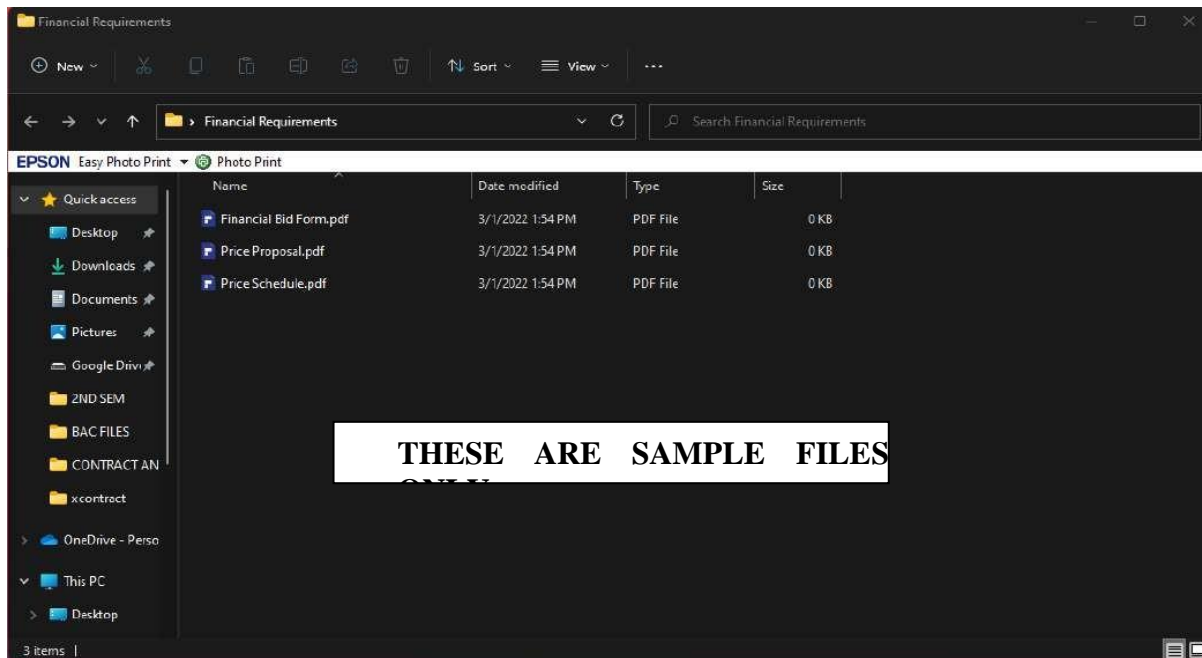 Financial Requirements
New
Sort
View
Financial Requirements
Search Financial Requirements
EPSON Easy Photo Print Photo Print
Name Date modified Type Size
Financial Bid Form.pdf 3/1/2022 1:54 PM PDF File 0 KB
Price Proposal.pdf 3/1/2022 1:54 PM PDF File 0 KB
Price Schedule.pdf 3/1/2022 1:54 PM PDF File 0 KB
Quick access
Desktop
Downloads
Documents
Pictures
Google Driv
2ND SEM
BAC FILES
CONTRACT AN
xcontract
OneDrive - Perso
This PC
Desktop
THESE ARE SAMPLE FILES
ONLY
3 items